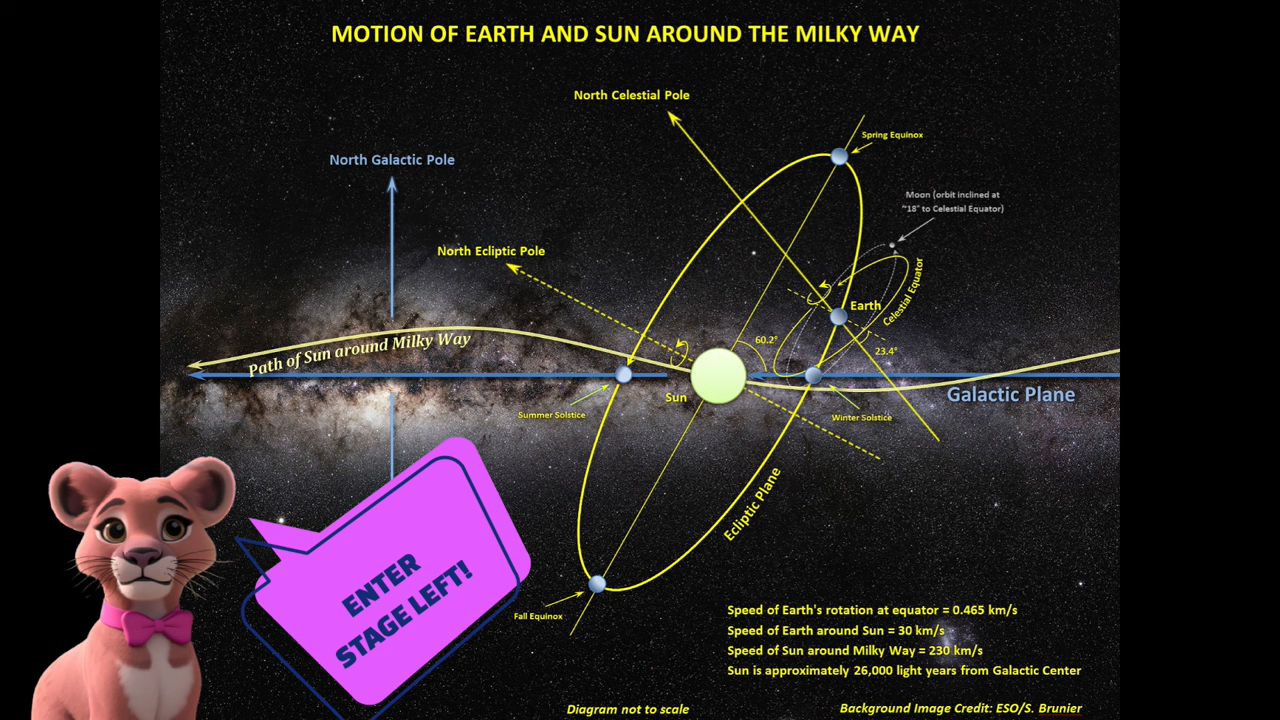 MOTION OF EARTH AND SUN AROUND THE MILKY WAY
North Celestial Pole
Spring Equinox
North Galactic Pole
Moon (orbit inclined at
~18° to Celestial Equator)
North Ecliptic Pole
Celestial Equator
Earth
Path of Sun around Milky Way
60.2°
23.4°
Sun
Galactic Plane
Summer Solstice
Winter Solstice
Ecliptic Plane
ENTER
STAGE LEFT!
Fall Equinox
Speed of Earth's rotation at equator = 0.465 km/s
Speed of Earth around Sun = 30 km/s
Speed of Sun around Milky Way = 230 km/s
Sun is approximately 26,000 light years from Galactic Center
Diagram not to scale
Background Image Credit: ESO/S. Brunier